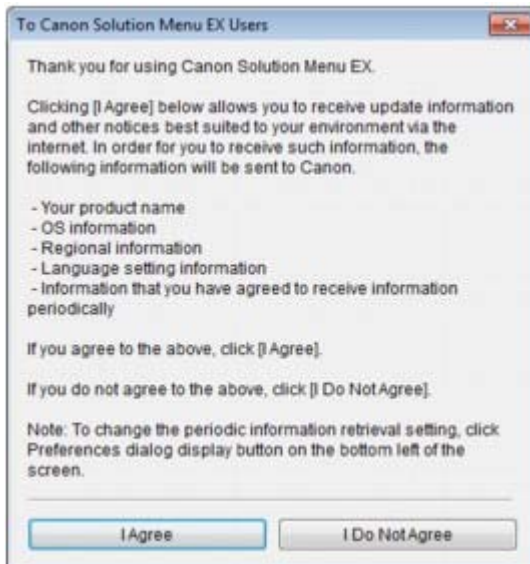 To Canon Solution Menu EX Users
Thank you for using Canon Solution Menu EX.
Clicking [I Agree] below allows you to receive update information
and other notices best suited to your environment via the
internet. In order for you to receive such information, the
following information will be sent to Canon.
- Your product name
- OS information
- Regional information
- Language setting information
- Information that you have agreed to receive information
periodically
If you agree to the above, click [I Agree].
If you do not agree to the above, click [I Do Not Agree].
Note: To change the periodic information retrieval setting, click
Preferences dialog display button on the bottom left of the
screen.
I Agree
I Do Not Agree